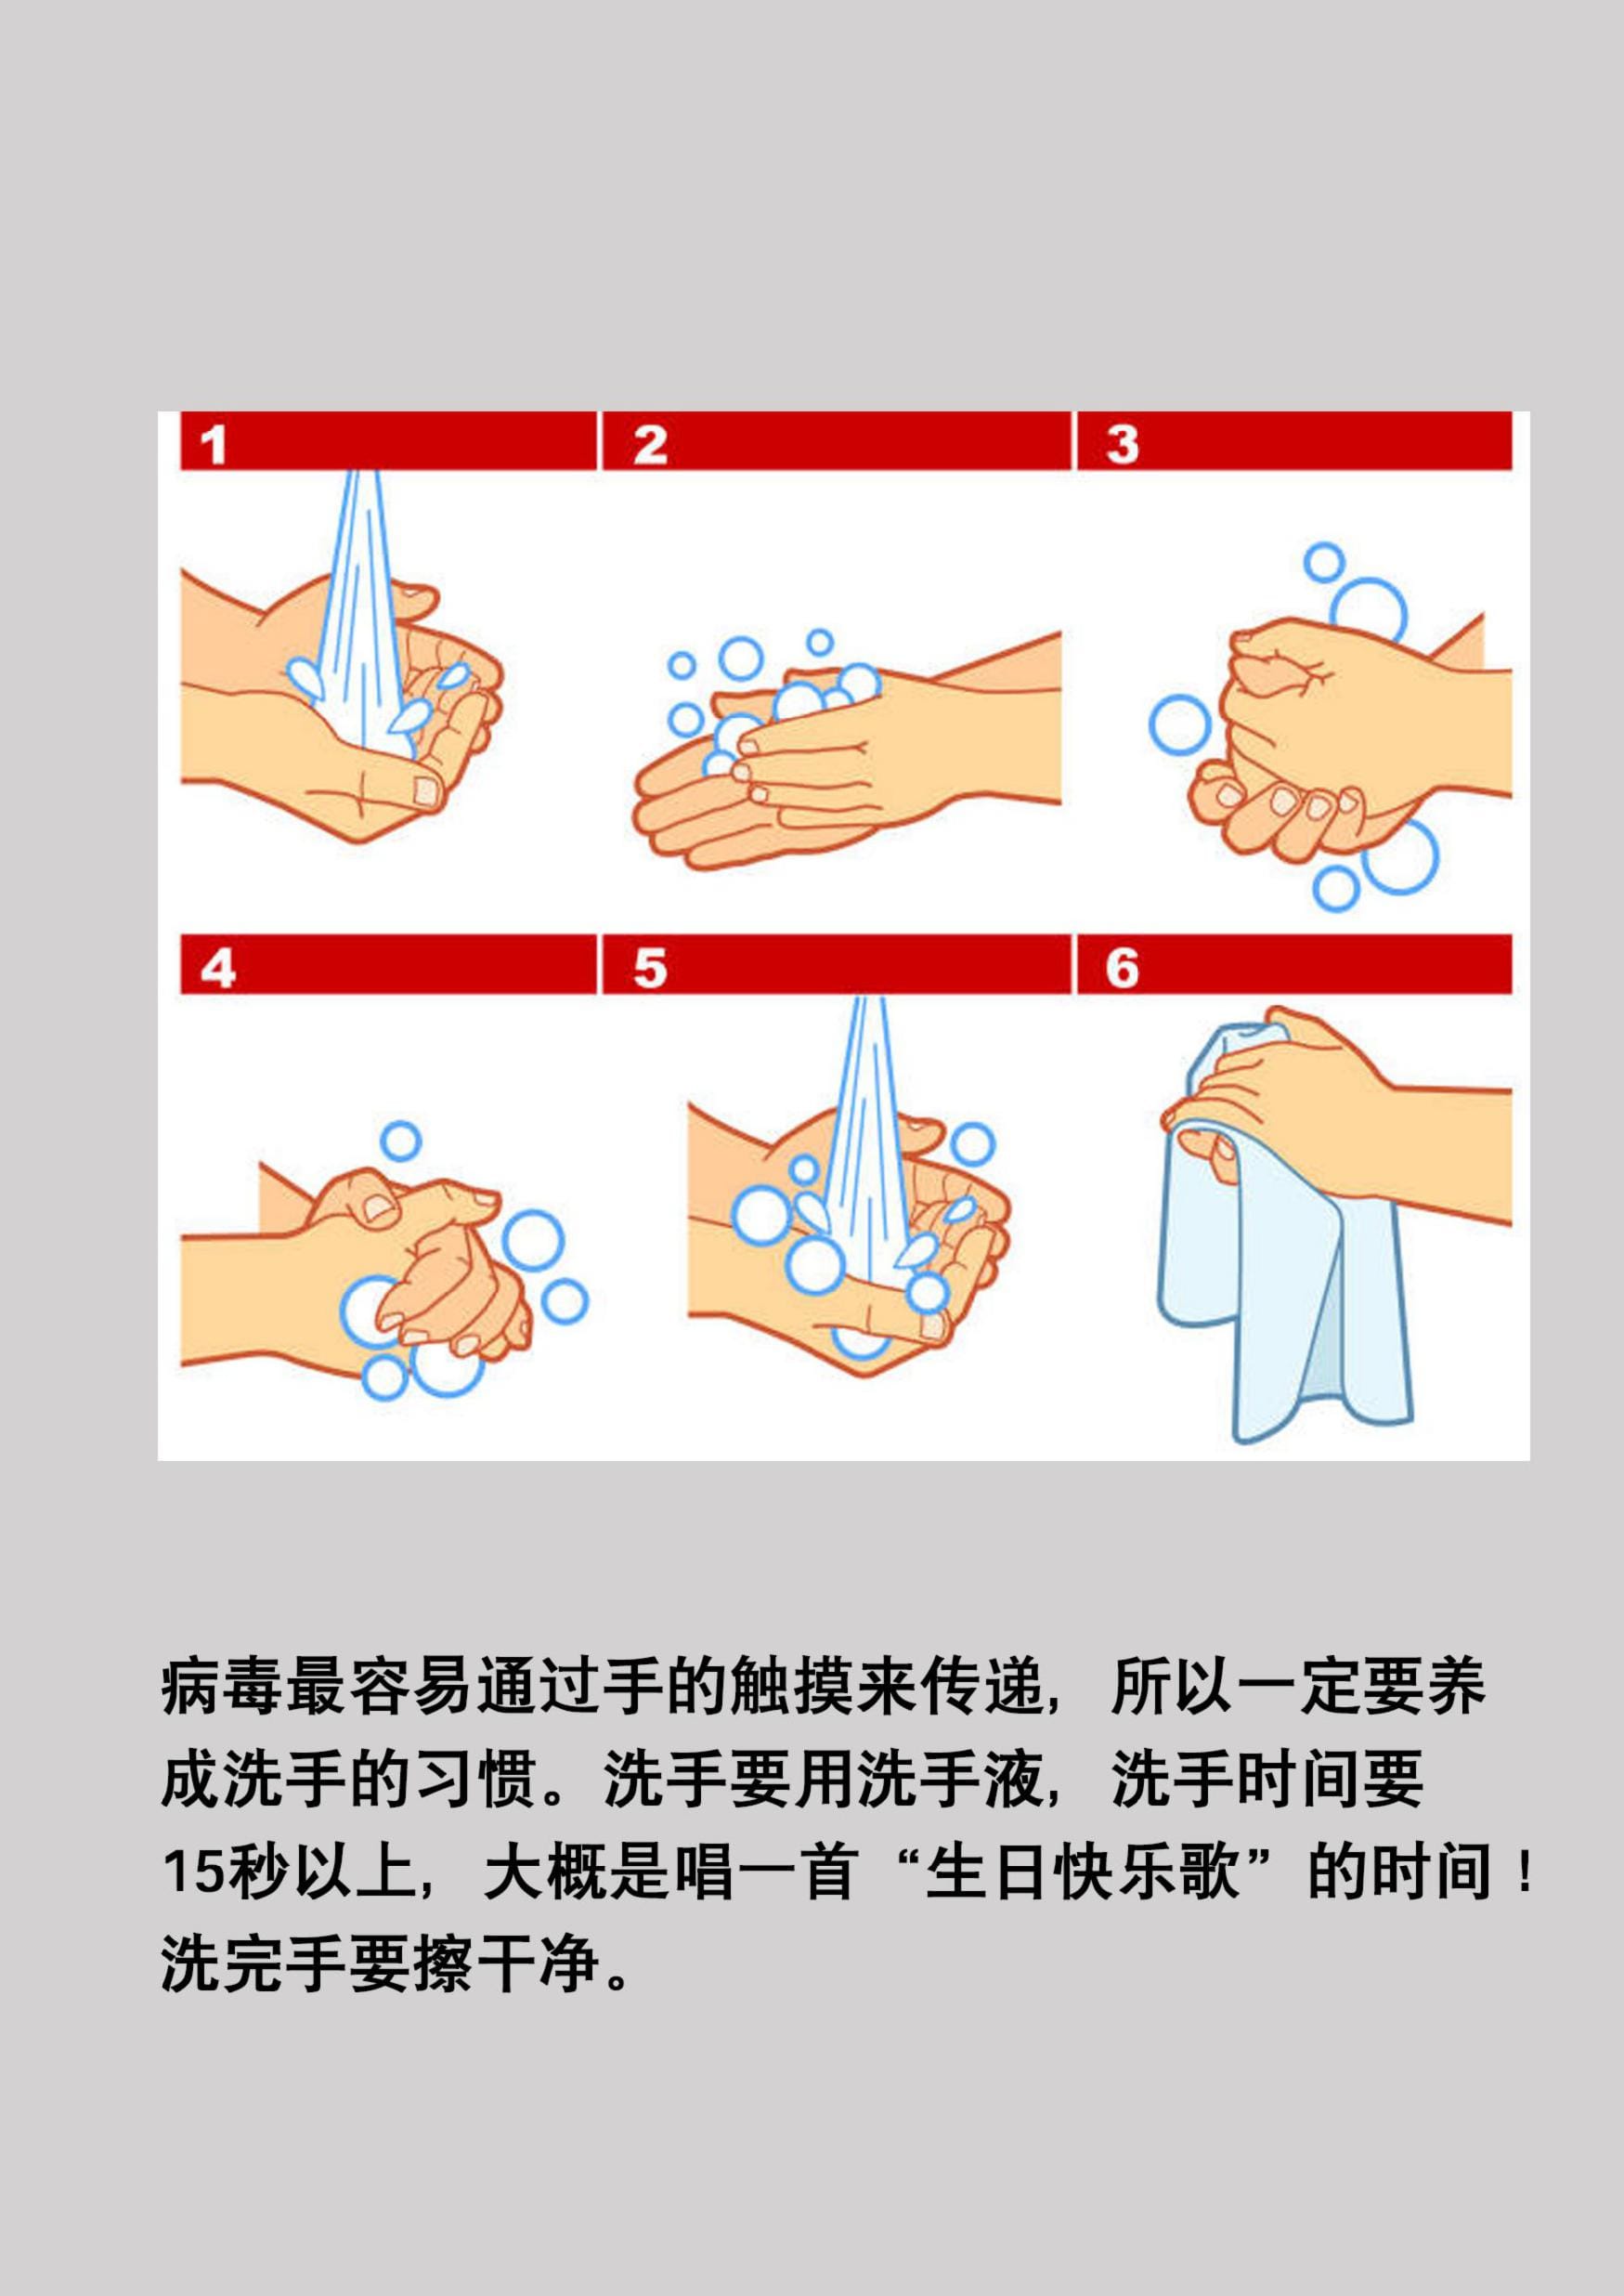 1
2
3
4
5
6
病毒最容易通过手的触摸来传递，所以一定要养
成洗手的习惯。洗手要用洗手液，洗手时间要
15秒以上，大概是唱一首“生日快乐歌”的时间！
洗完手要擦干净。